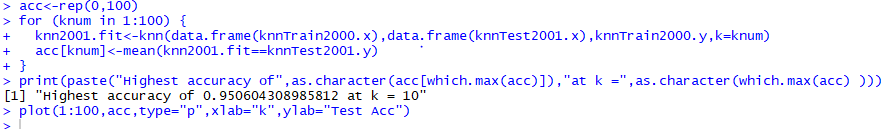 > acc<-rep(0,100)
> for (knum in 1:100) {
+   knn2001.fit<-knn(data.frame(knnTrain2000.x),data.frame(knnTest2001.x),knnTrain2000.y,k=knum)
+   acc[knum]<-mean(knn2001.fit==knnTest2001.y)
+ }
> print(paste("Highest accuracy of",as.character(acc[which.max(acc)]),"at k =",as.character(which.max(acc) )))
[1] "Highest accuracy of 0.950604308985812 at k = 10"
> plot(1:100,acc,type="p",xlab="k",ylab="Test Acc")
>